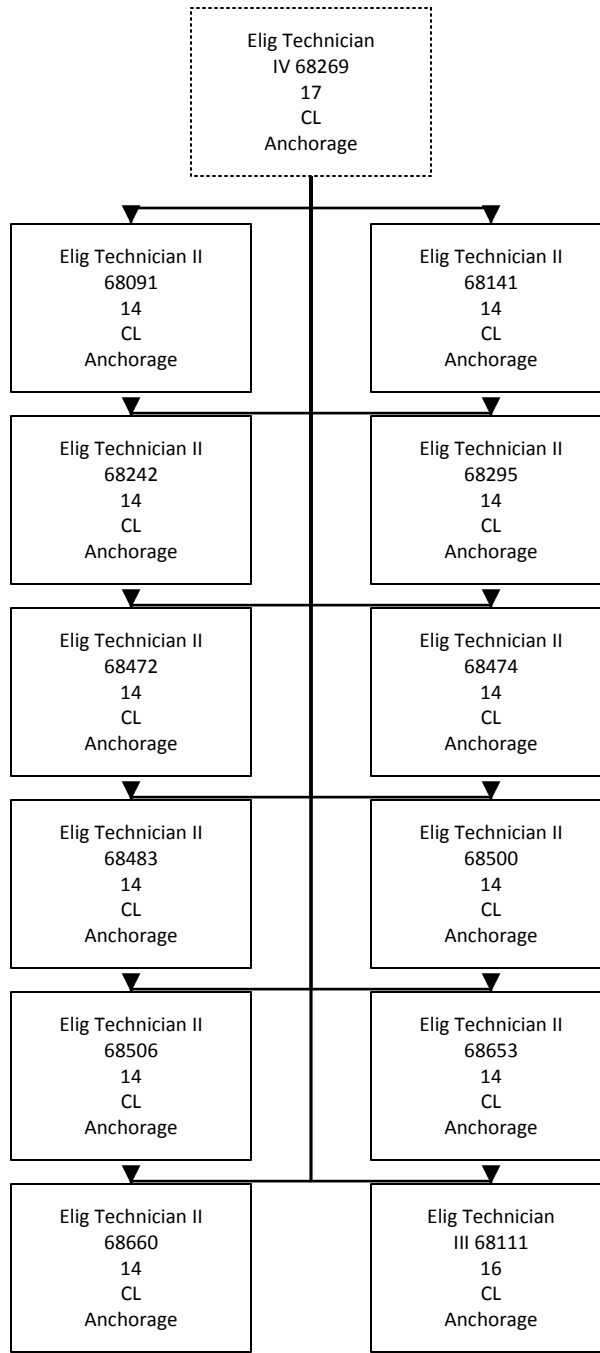 Elig Technician
IV 68269
17
CL
Anchorage
Elig Technician II
68091
14
CL
Anchorage
Elig Technician II
68141
14
CL
Anchorage
Elig Technician II
68242
14
CL
Anchorage
Elig Technician II
68295
14
CL
Anchorage
Elig Technician II
68472
14
CL
Anchorage
Elig Technician II
68474
14
CL
Anchorage
Elig Technician II
68483
14
CL
Anchorage
Elig Technician II
68500
14
CL
Anchorage
Elig Technician II
68506
14
CL
Anchorage
Elig Technician II
68653
14
CL
Anchorage
Elig Technician II
68660
14
CL
Anchorage
Elig Technician
III 68111
16
CL
Anchorage